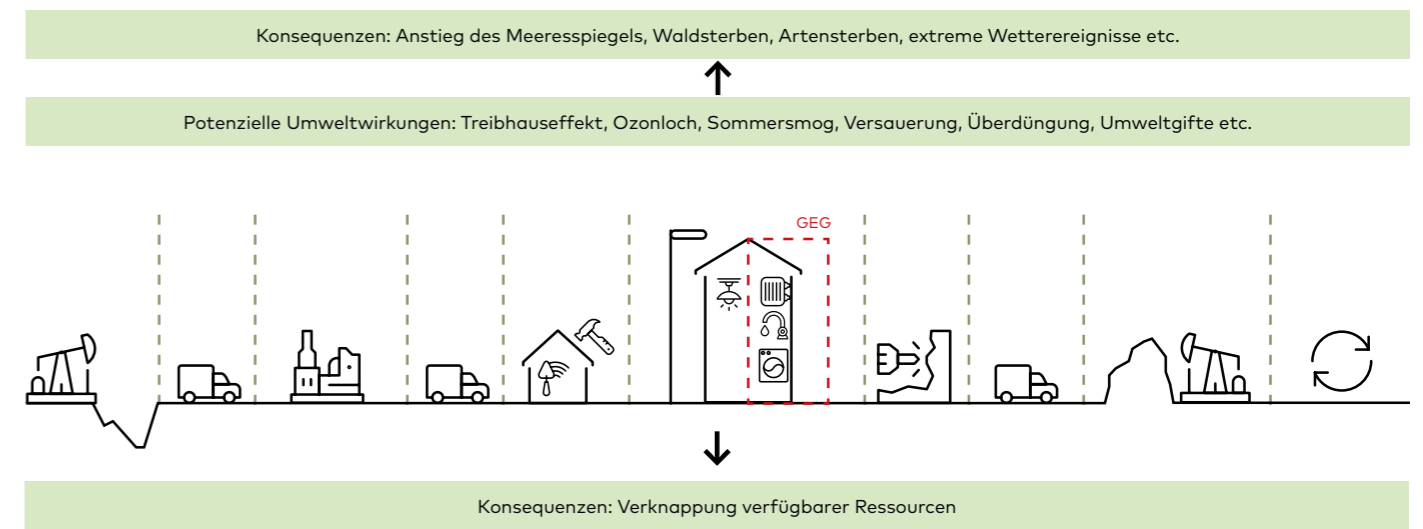 Konsequenzen: Anstieg des Meeresspiegels, Waldsterben, Artensterben, extreme Wetterereignisse etc.
Potenzielle Umweltwirkungen: Treibhauseffekt, Ozonloch, Sommersmog, Versauerung, Überdüngung, Umweltgifte etc.
GEG
Konsequenzen: Verknappung verfügbarer Ressourcen